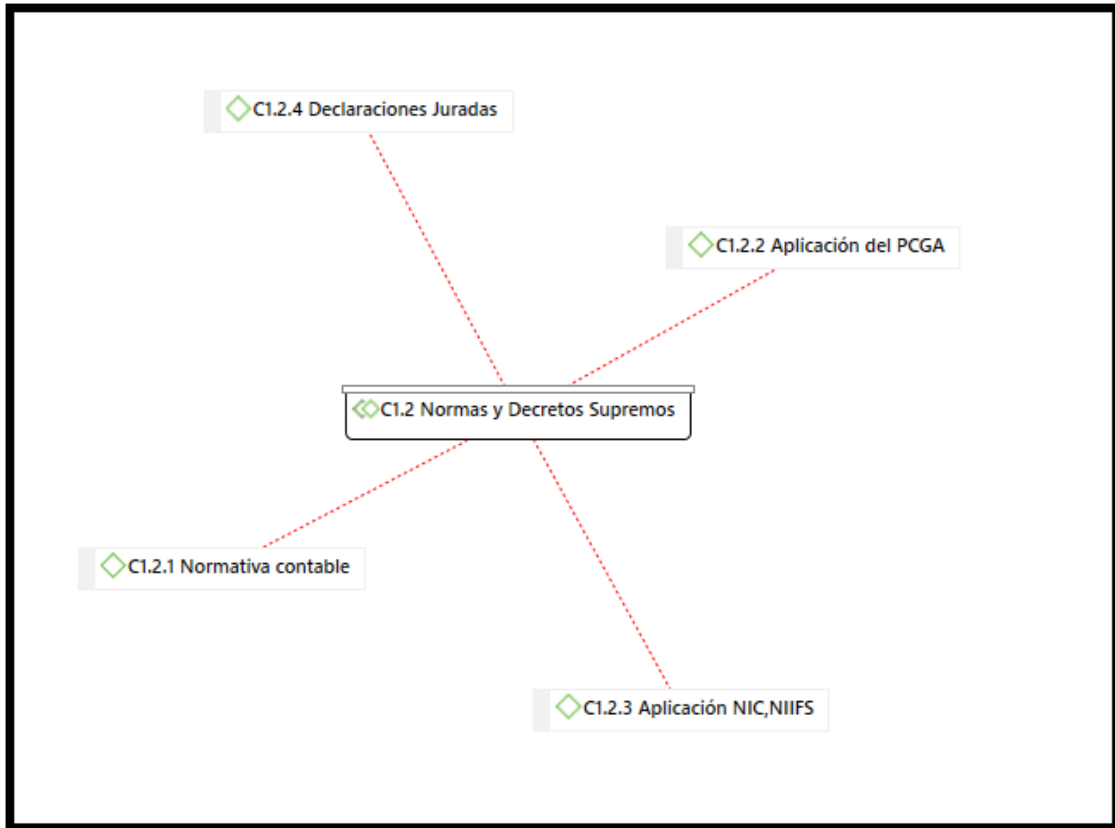 C1.2.4 Declaraciones Juradas
C1.2.2 Aplicación del PCGA
C1.2 Normas y Decretos Supremos
C1.2.1 Normativa contable
C1.2.3 Aplicación NIC,NIIFS